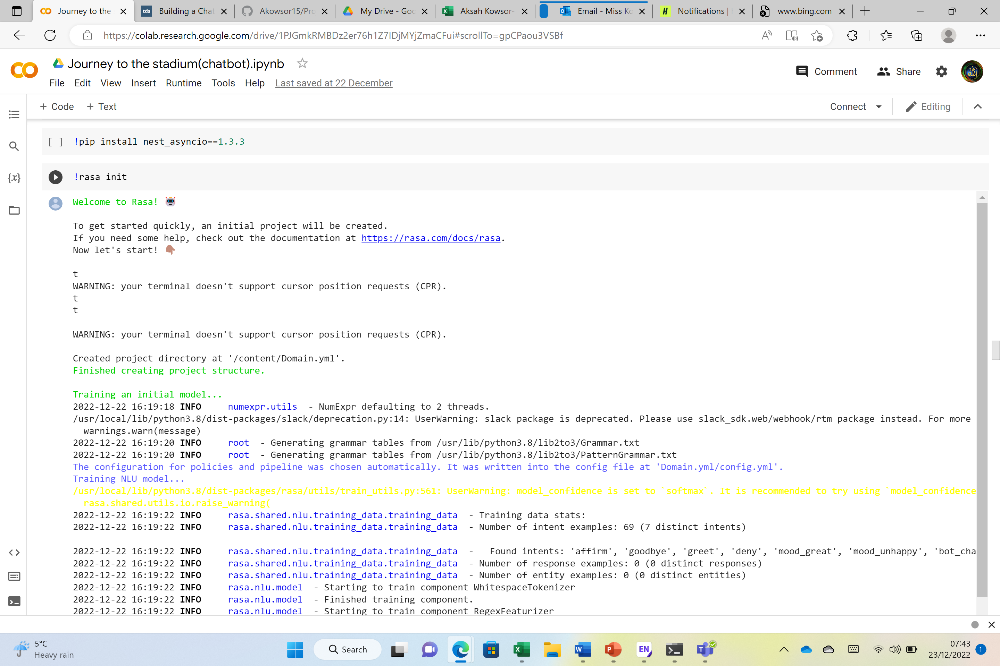 Journey to the
tds Building a Chat
Akowsor15/Pro
My Drive - Goo
Aksah Kowsor-
Email - Miss Ko
Notifications |
www.bing.com
https://colab.research.google.com/drive/1PJGmkRMBDz2er76h1Z7IDjMYjZmaCFui#scrollTo=gpCPaou3VSBf
Journey to the stadium(chatbot).ipynb
Comment
Share
File Edit View Insert Runtime Tools Help Last saved at 22 December
+ Code + Text
Connect
Editing
[ ] !pip install nest_asyncio==1.3.3
!rasa init
Welcome to Rasa! 🤖
To get started quickly, an initial project will be created.
If you need some help, check out the documentation at https://rasa.com/docs/rasa.
Now let's start! 👇🏽
t
WARNING: your terminal doesn't support cursor position requests (CPR).
t
t
WARNING: your terminal doesn't support cursor position requests (CPR).
Created project directory at '/content/Domain.yml'.
Finished creating project structure.
Training an initial model...
2022-12-22 16:19:18 INFO numexpr.utils - NumExpr defaulting to 2 threads.
/usr/local/lib/python3.8/dist-packages/slack/deprecation.py:14: UserWarning: slack package is deprecated. Please use slack_sdk.web/webhook/rtm package instead. For more
warnings.warn(message)
2022-12-22 16:19:20 INFO root - Generating grammar tables from /usr/lib/python3.8/lib2to3/Grammar.txt
2022-12-22 16:19:20 INFO root - Generating grammar tables from /usr/lib/python3.8/lib2to3/PatternGrammar.txt
The configuration for policies and pipeline was chosen automatically. It was written into the config file at 'Domain.yml/config.yml'.
Training NLU model...
/usr/local/lib/python3.8/dist-packages/rasa/utils/train_utils.py:561: UserWarning: model_confidence is set to `softmax`. It is recommended to try using `model_confidence
rasa.shared.utils.io.raise_warning(
2022-12-22 16:19:22 INFO rasa.shared.nlu.training_data.training_data - Training data stats:
2022-12-22 16:19:22 INFO rasa.shared.nlu.training_data.training_data - Number of intent examples: 69 (7 distinct intents)
2022-12-22 16:19:22 INFO rasa.shared.nlu.training_data.training_data - Found intents: 'affirm', 'goodbye', 'greet', 'deny', 'mood_great', 'mood_unhappy', 'bot_cha
2022-12-22 16:19:22 INFO rasa.shared.nlu.training_data.training_data - Number of response examples: 0 (0 distinct responses)
2022-12-22 16:19:22 INFO rasa.shared.nlu.training_data.training_data - Number of entity examples: 0 (0 distinct entities)
2022-12-22 16:19:22 INFO rasa.nlu.model - Starting to train component WhitespaceTokenizer
2022-12-22 16:19:22 INFO rasa.nlu.model - Finished training component.
2022-12-22 16:19:22 INFO rasa.nlu.model - Starting to train component RegexFeaturizer
5°C
Heavy rain
Search
EN
07:43
23/12/2022
1